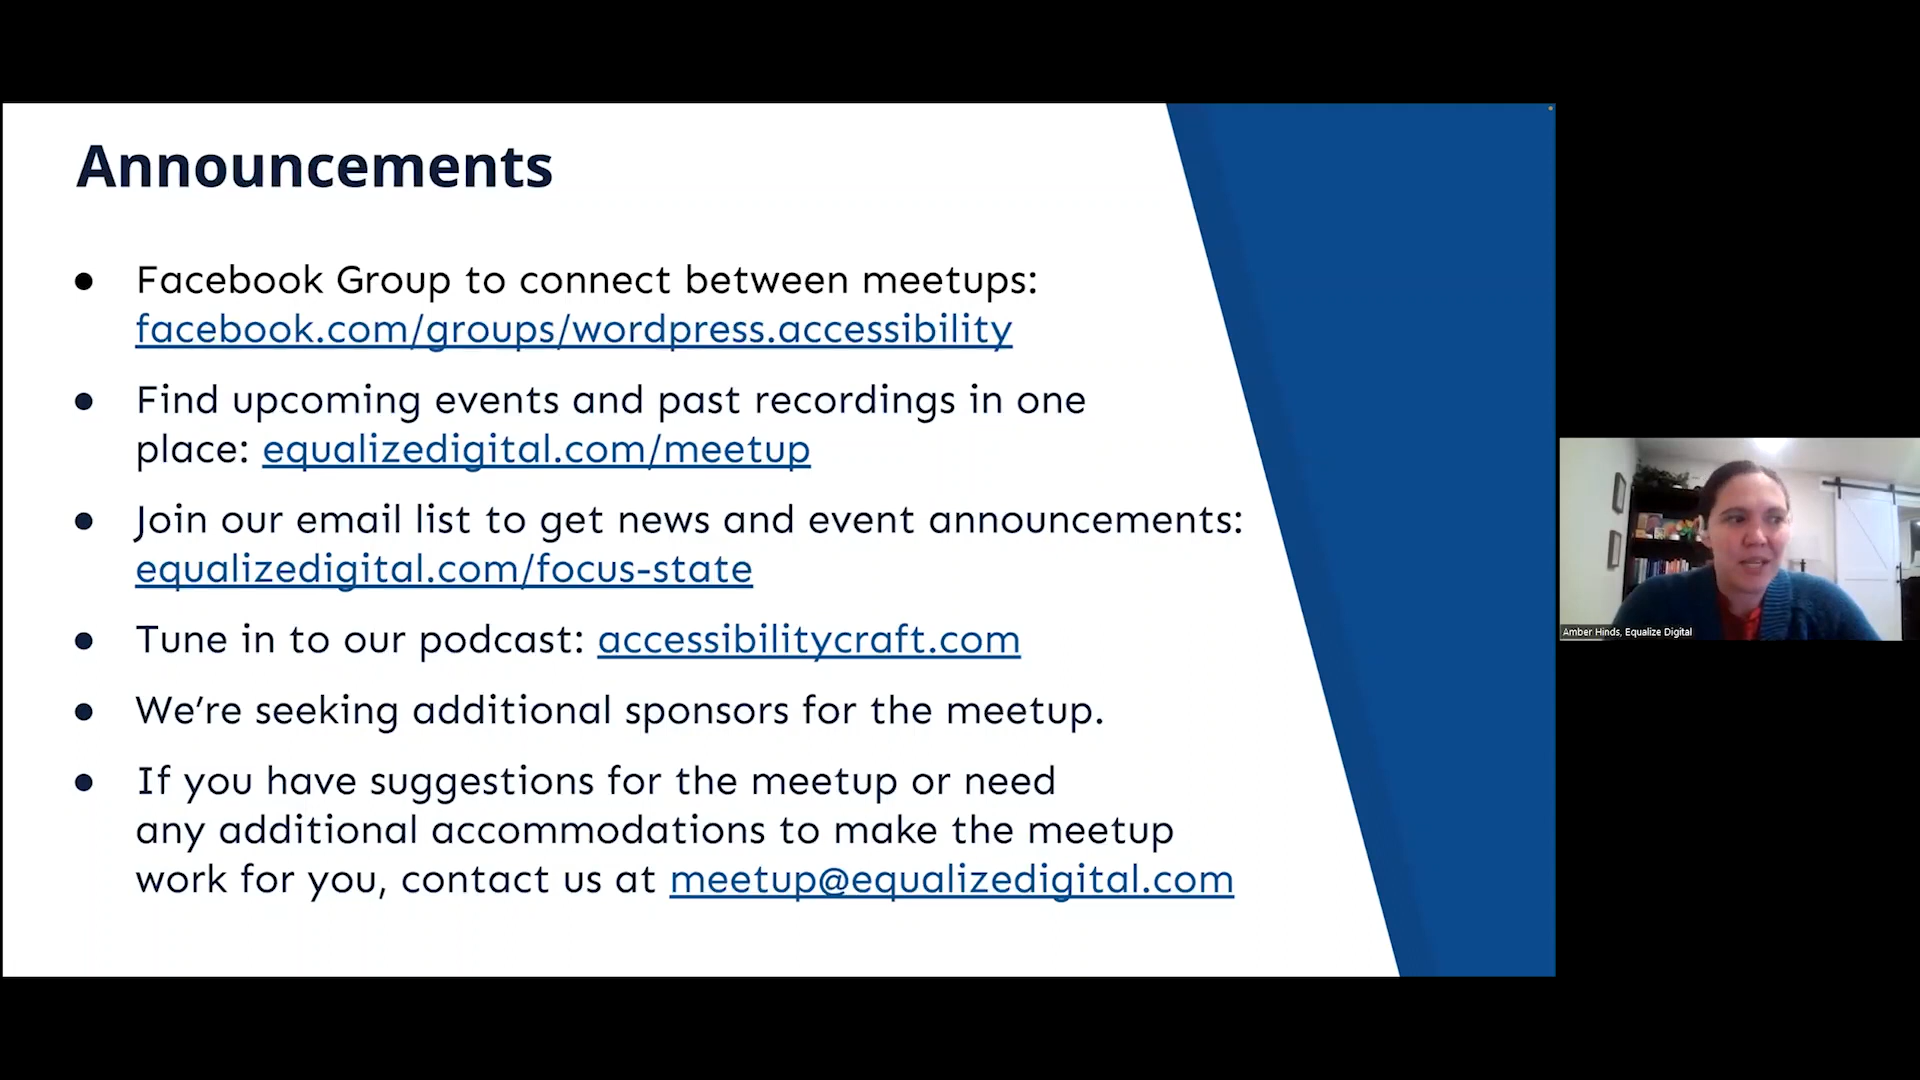 Announcements
● Facebook Group to connect between meetups:
facebook.com/groups/wordpress.accessibility
● Find upcoming events and past recordings in one
place: equalizedigital.com/meetup
● Join our email list to get news and event announcements:
equalizedigital.com/focus-state
● Tune in to our podcast: accessibilitycraft.com
● We’re seeking additional sponsors for the meetup.
● If you have suggestions for the meetup or need
any additional accommodations to make the meetup
work for you, contact us at meetup@equalizedigital.com
Amber Hinds, Equalize Digital